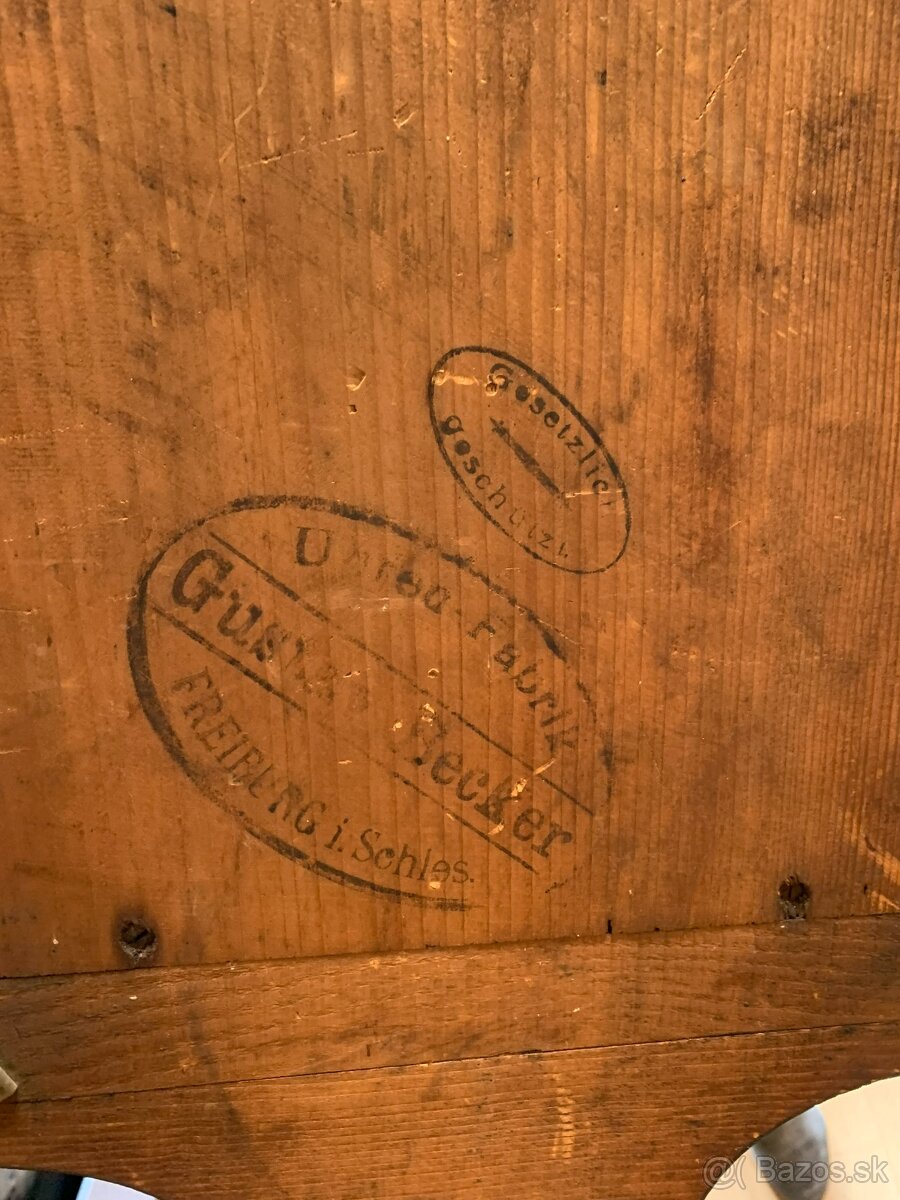 Gesetzlich
geschützt.
Uhren-Fabrik
Gustav Becker
FREIBURG i. Schles.
@( Bazos.sk